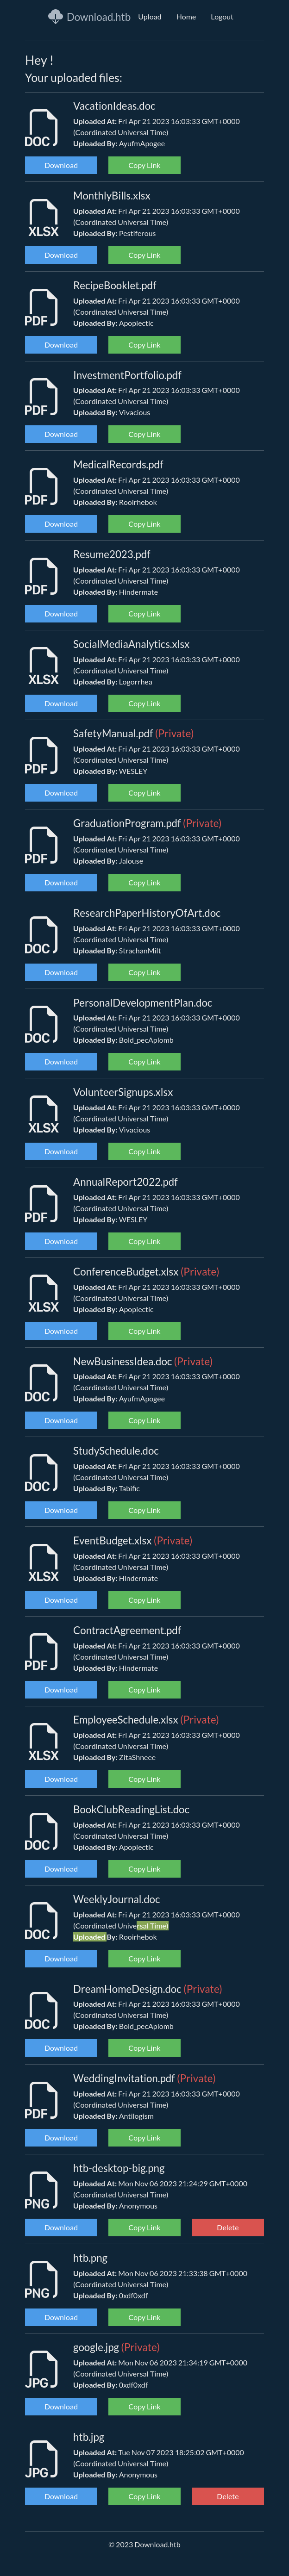 Download.htb Upload Home Logout
Hey !
Your uploaded files:
VacationIdeas.doc
Uploaded At: Fri Apr 21 2023 16:03:33 GMT+0000
(Coordinated Universal Time)
Uploaded By: AyufmApogee
DOC
Download Copy Link
MonthlyBills.xlsx
Uploaded At: Fri Apr 21 2023 16:03:33 GMT+0000
(Coordinated Universal Time)
Uploaded By: Pestiferous
XLSX
Download Copy Link
RecipeBooklet.pdf
Uploaded At: Fri Apr 21 2023 16:03:33 GMT+0000
(Coordinated Universal Time)
Uploaded By: Apoplectic
PDF
Download Copy Link
InvestmentPortfolio.pdf
Uploaded At: Fri Apr 21 2023 16:03:33 GMT+0000
(Coordinated Universal Time)
Uploaded By: Vivacious
PDF
Download Copy Link
MedicalRecords.pdf
Uploaded At: Fri Apr 21 2023 16:03:33 GMT+0000
(Coordinated Universal Time)
Uploaded By: Rooirhebok
PDF
Download Copy Link
Resume2023.pdf
Uploaded At: Fri Apr 21 2023 16:03:33 GMT+0000
(Coordinated Universal Time)
Uploaded By: Hindermate
PDF
Download Copy Link
SocialMediaAnalytics.xlsx
Uploaded At: Fri Apr 21 2023 16:03:33 GMT+0000
(Coordinated Universal Time)
Uploaded By: Logorrhea
XLSX
Download Copy Link
SafetyManual.pdf (Private)
Uploaded At: Fri Apr 21 2023 16:03:33 GMT+0000
(Coordinated Universal Time)
Uploaded By: WESLEY
PDF
Download Copy Link
GraduationProgram.pdf (Private)
Uploaded At: Fri Apr 21 2023 16:03:33 GMT+0000
(Coordinated Universal Time)
Uploaded By: Jalouse
PDF
Download Copy Link
ResearchPaperHistoryOfArt.doc
Uploaded At: Fri Apr 21 2023 16:03:33 GMT+0000
(Coordinated Universal Time)
Uploaded By: StrachanMilt
DOC
Download Copy Link
PersonalDevelopmentPlan.doc
Uploaded At: Fri Apr 21 2023 16:03:33 GMT+0000
(Coordinated Universal Time)
Uploaded By: Bold_pecAplomb
DOC
Download Copy Link
VolunteerSignups.xlsx
Uploaded At: Fri Apr 21 2023 16:03:33 GMT+0000
(Coordinated Universal Time)
Uploaded By: Vivacious
XLSX
Download Copy Link
AnnualReport2022.pdf
Uploaded At: Fri Apr 21 2023 16:03:33 GMT+0000
(Coordinated Universal Time)
Uploaded By: WESLEY
PDF
Download Copy Link
ConferenceBudget.xlsx (Private)
Uploaded At: Fri Apr 21 2023 16:03:33 GMT+0000
(Coordinated Universal Time)
Uploaded By: Apoplectic
XLSX
Download Copy Link
NewBusinessIdea.doc (Private)
Uploaded At: Fri Apr 21 2023 16:03:33 GMT+0000
(Coordinated Universal Time)
Uploaded By: AyufmApogee
DOC
Download Copy Link
StudySchedule.doc
Uploaded At: Fri Apr 21 2023 16:03:33 GMT+0000
(Coordinated Universal Time)
Uploaded By: Tabific
DOC
Download Copy Link
EventBudget.xlsx (Private)
Uploaded At: Fri Apr 21 2023 16:03:33 GMT+0000
(Coordinated Universal Time)
Uploaded By: Hindermate
XLSX
Download Copy Link
ContractAgreement.pdf
Uploaded At: Fri Apr 21 2023 16:03:33 GMT+0000
(Coordinated Universal Time)
Uploaded By: Hindermate
PDF
Download Copy Link
EmployeeSchedule.xlsx (Private)
Uploaded At: Fri Apr 21 2023 16:03:33 GMT+0000
(Coordinated Universal Time)
Uploaded By: ZitaShneee
XLSX
Download Copy Link
BookClubReadingList.doc
Uploaded At: Fri Apr 21 2023 16:03:33 GMT+0000
(Coordinated Universal Time)
Uploaded By: Apoplectic
DOC
Download Copy Link
WeeklyJournal.doc
Uploaded At: Fri Apr 21 2023 16:03:33 GMT+0000
(Coordinated Universal Time)
Uploaded By: Rooirhebok
DOC
Download Copy Link
DreamHomeDesign.doc (Private)
Uploaded At: Fri Apr 21 2023 16:03:33 GMT+0000
(Coordinated Universal Time)
Uploaded By: Bold_pecAplomb
DOC
Download Copy Link
WeddingInvitation.pdf (Private)
Uploaded At: Fri Apr 21 2023 16:03:33 GMT+0000
(Coordinated Universal Time)
Uploaded By: Antilogism
PDF
Download Copy Link
htb-desktop-big.png
Uploaded At: Mon Nov 06 2023 21:24:29 GMT+0000
(Coordinated Universal Time)
Uploaded By: Anonymous
PNG
Download Copy Link Delete
htb.png
Uploaded At: Mon Nov 06 2023 21:33:38 GMT+0000
(Coordinated Universal Time)
Uploaded By: 0xdf0xdf
PNG
Download Copy Link
google.jpg (Private)
Uploaded At: Mon Nov 06 2023 21:34:19 GMT+0000
(Coordinated Universal Time)
Uploaded By: 0xdf0xdf
JPG
Download Copy Link
htb.jpg
Uploaded At: Tue Nov 07 2023 18:25:02 GMT+0000
(Coordinated Universal Time)
Uploaded By: Anonymous
JPG
Download Copy Link Delete
© 2023 Download.htb